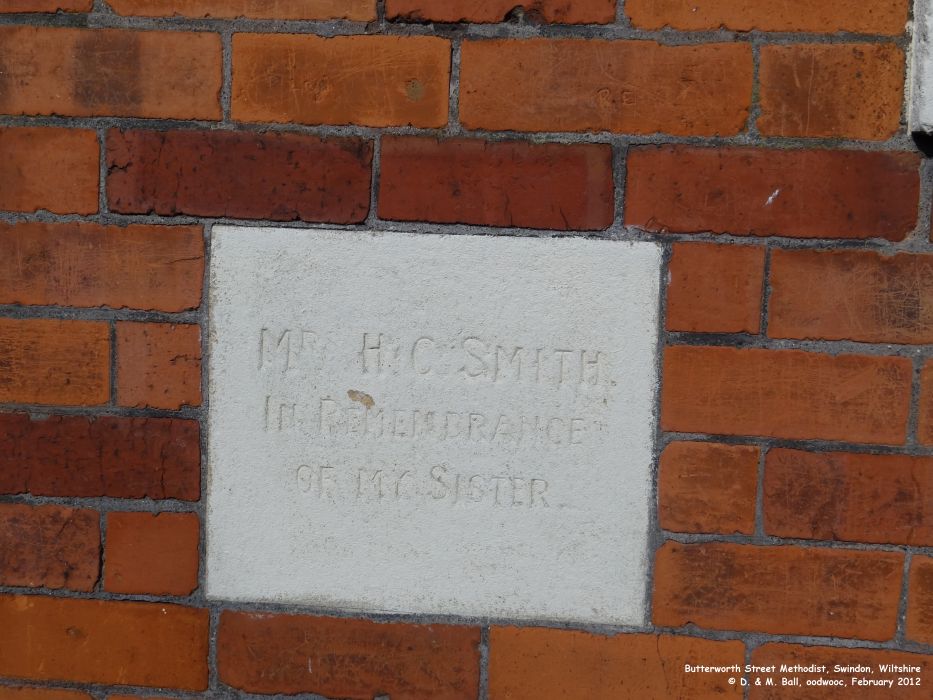 MR H. C. SMITH.
IN REMEMBRANCE
OF MY SISTER.
Butterworth Street Methodist, Swindon, Wiltshire
© D. & M. Ball, oodwooc, February 2012